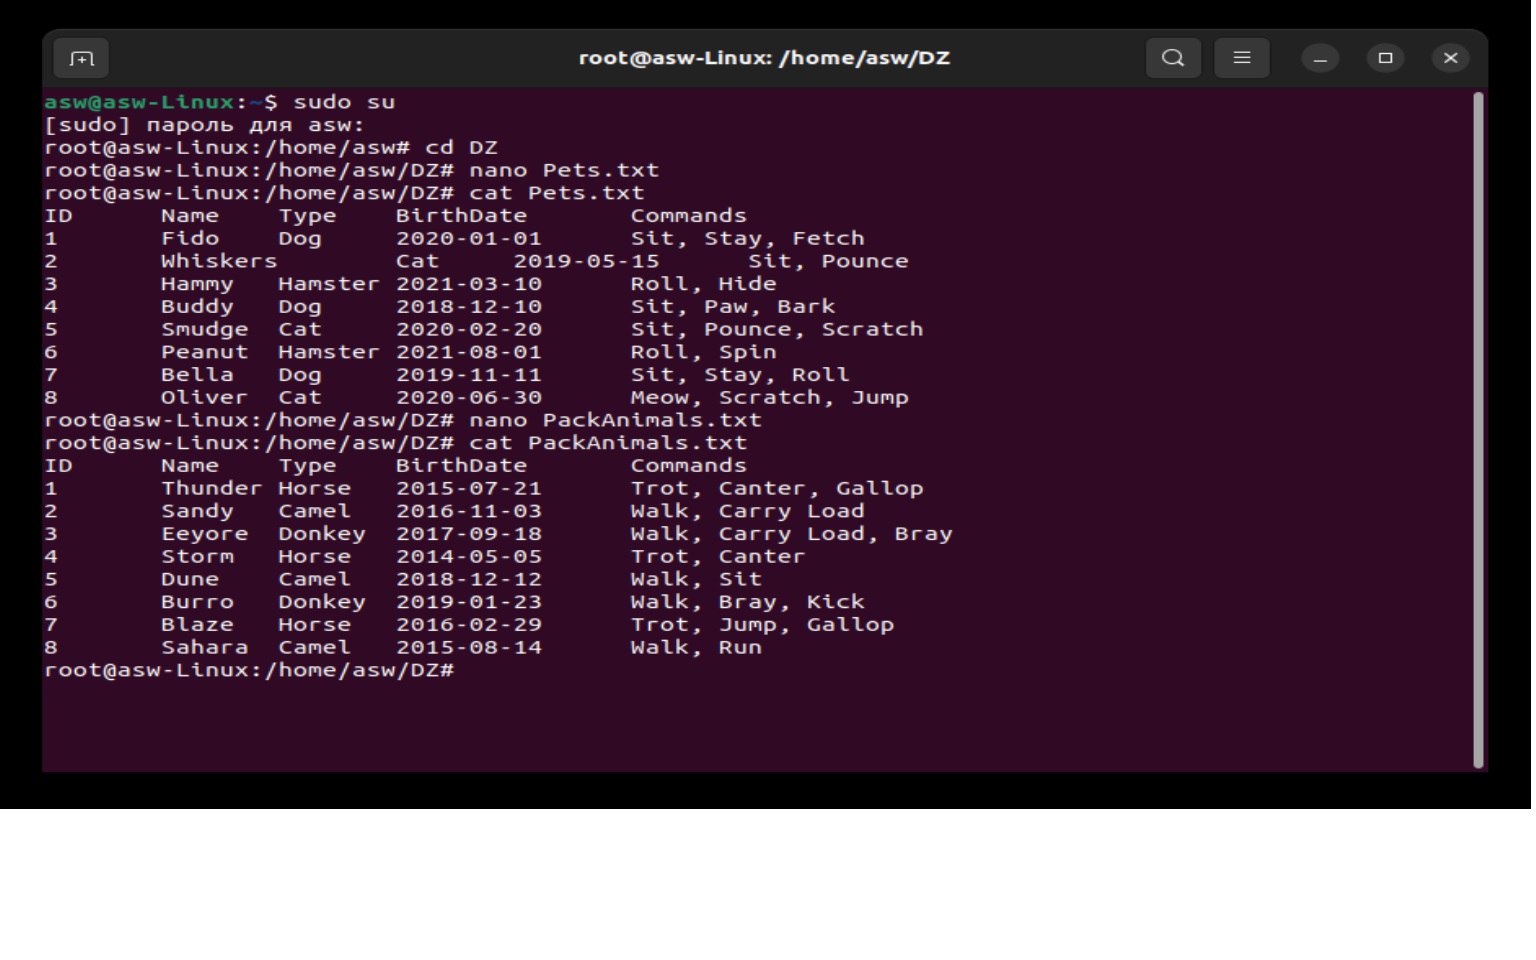 root@asw-Linux: /home/asw/DZ
asw@asw-Linux:~$ sudo su
[sudo] пароль для asw:
root@asw-Linux:/home/asw# cd DZ
root@asw-Linux:/home/asw/DZ# nano Pets.txt
root@asw-Linux:/home/asw/DZ# cat Pets.txt
ID      Name    Type    BirthDate       Commands
1       Fido    Dog     2020-01-01      Sit, Stay, Fetch
2       Whiskers        Cat     2019-05-15      Sit, Pounce
3       Hammy   Hamster 2021-03-10      Roll, Hide
4       Buddy   Dog     2018-12-10      Sit, Paw, Bark
5       Smudge  Cat     2020-02-20      Sit, Pounce, Scratch
6       Peanut  Hamster 2021-08-01      Roll, Spin
7       Bella   Dog     2019-11-11      Sit, Stay, Roll
8       Oliver  Cat     2020-06-30      Meow, Scratch, Jump
root@asw-Linux:/home/asw/DZ# nano PackAnimals.txt
root@asw-Linux:/home/asw/DZ# cat PackAnimals.txt
ID      Name    Type    BirthDate       Commands
1       Thunder Horse   2015-07-21      Trot, Canter, Gallop
2       Sandy   Camel   2016-11-03      Walk, Carry Load
3       Eeyore  Donkey  2017-09-18      Walk, Carry Load, Bray
4       Storm   Horse   2014-05-05      Trot, Canter
5       Dune    Camel   2018-12-12      Walk, Sit
6       Burro   Donkey  2019-01-23      Walk, Bray, Kick
7       Blaze   Horse   2016-02-29      Trot, Jump, Gallop
8       Sahara  Camel   2015-08-14      Walk, Run
root@asw-Linux:/home/asw/DZ#